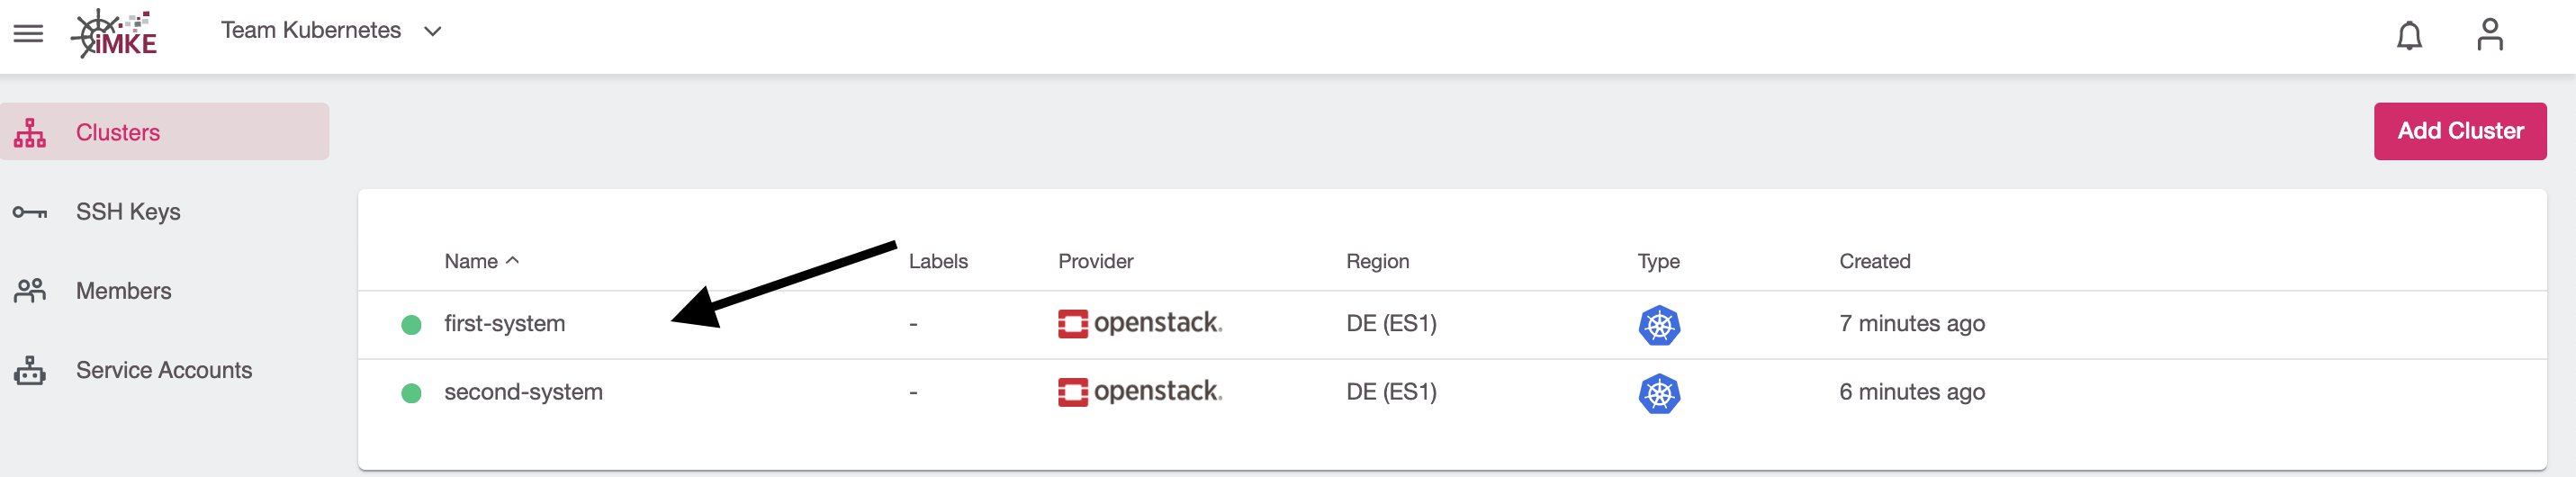 iMKE
Team Kubernetes
Clusters
Add Cluster
SSH Keys
Members
Service Accounts
Name Labels Provider Region Type Created
first-system - openstack. DE (ES1) 7 minutes ago
second-system - openstack. DE (ES1) 6 minutes ago